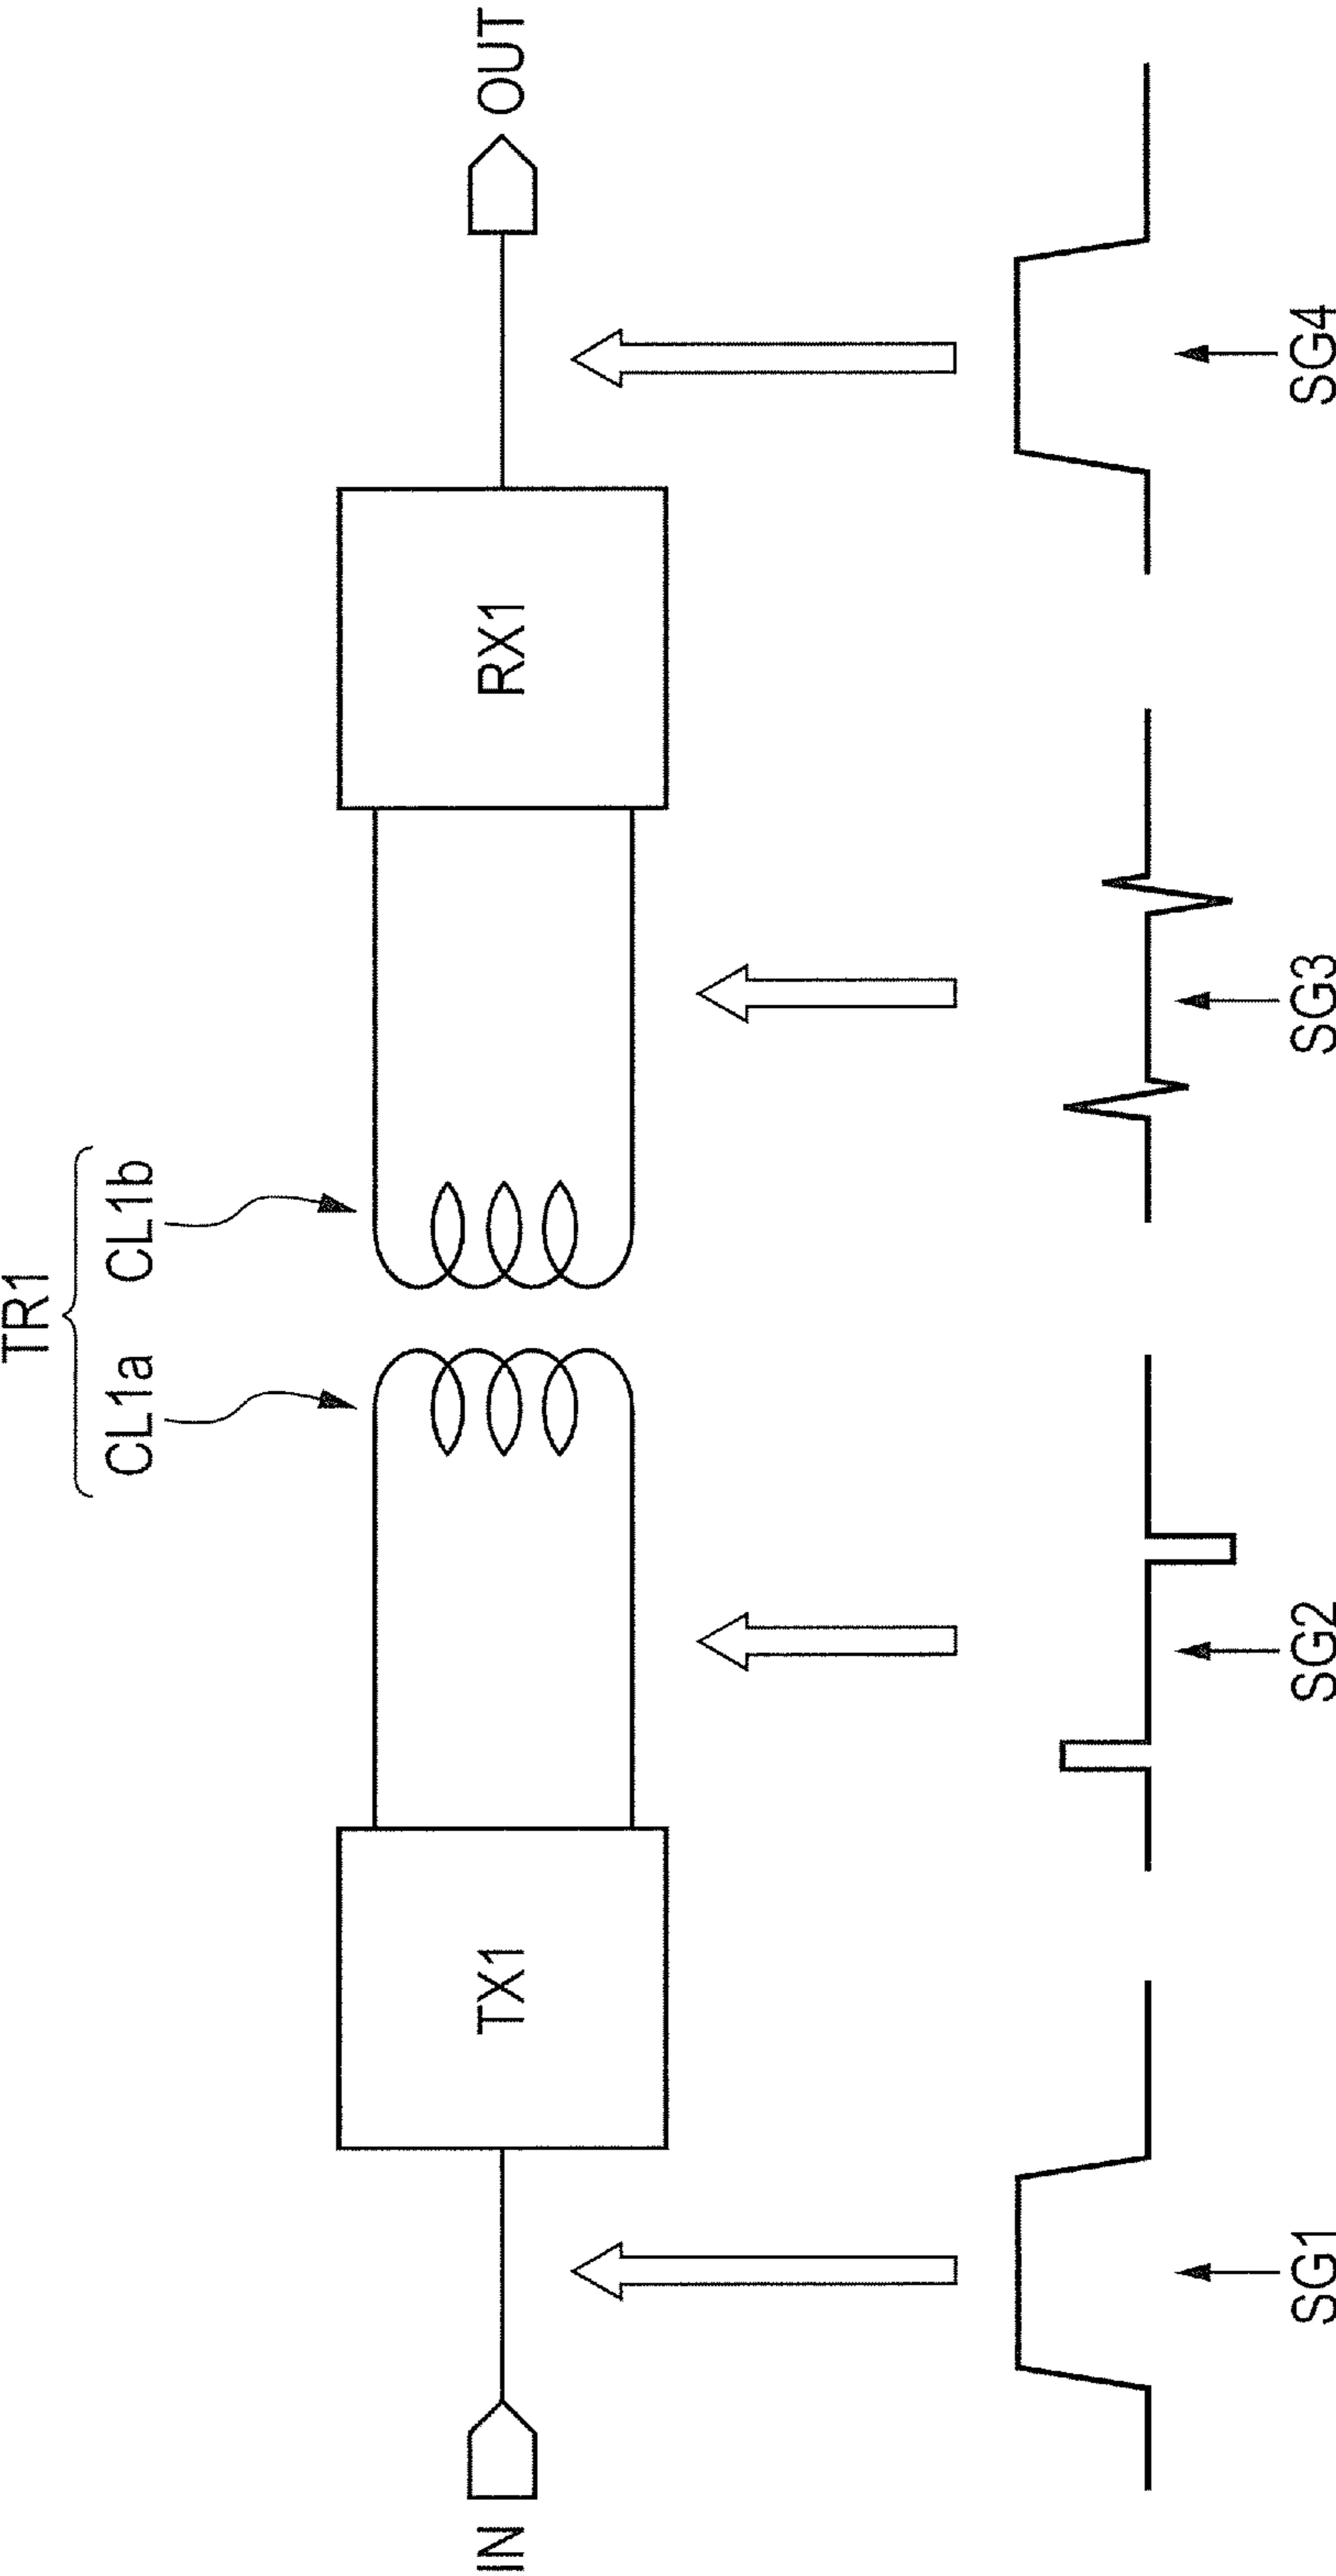 TR1
CL1a CL1b
IN
TX1
RX1
OUT
SG1
SG2
SG3
SG4